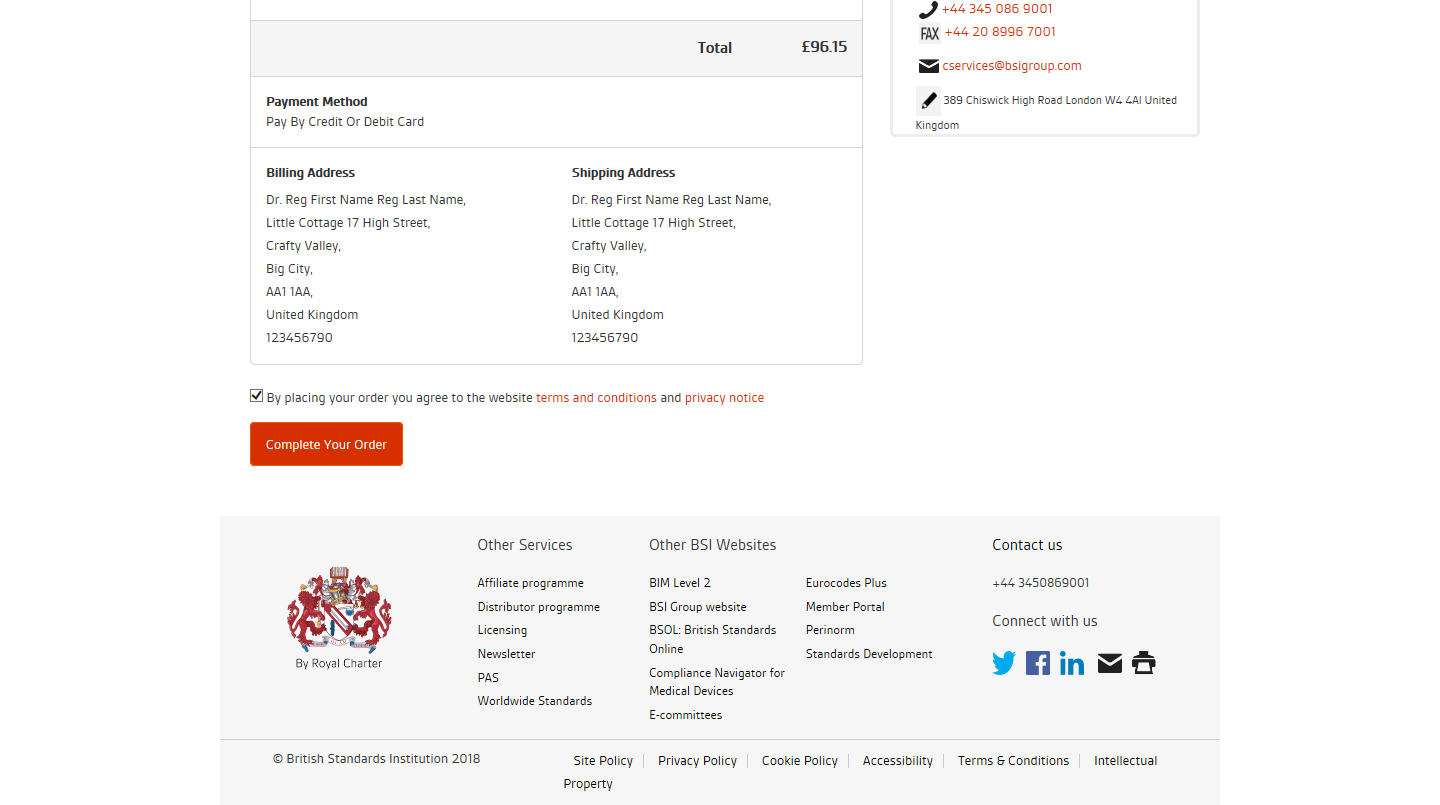 Total £96.15
Payment Method
Pay By Credit Or Debit Card
Billing Address
Dr. Reg First Name Reg Last Name,
Little Cottage 17 High Street,
Crafty Valley,
Big City,
AA1 1AA,
United Kingdom
123456790
Shipping Address
Dr. Reg First Name Reg Last Name,
Little Cottage 17 High Street,
Crafty Valley,
Big City,
AA1 1AA,
United Kingdom
123456790
By placing your order you agree to the website terms and conditions and privacy notice
Complete Your Order
+44 345 086 9001
FAX +44 20 8996 7001
cservices@bsigroup.com
389 Chiswick High Road London W4 4Al United
Kingdom
By Royal Charter
Other Services
Affiliate programme
Distributor programme
Licensing
Newsletter
PAS
Worldwide Standards
Other BSI Websites
BIM Level 2
BSI Group website
BSOL: British Standards
Online
Compliance Navigator for
Medical Devices
E-committees
Eurocodes Plus
Member Portal
Perinorm
Standards Development
Contact us
+44 3450869001
Connect with us
© British Standards Institution 2018
Site Policy Privacy Policy Cookie Policy Accessibility Terms & Conditions Intellectual
Property